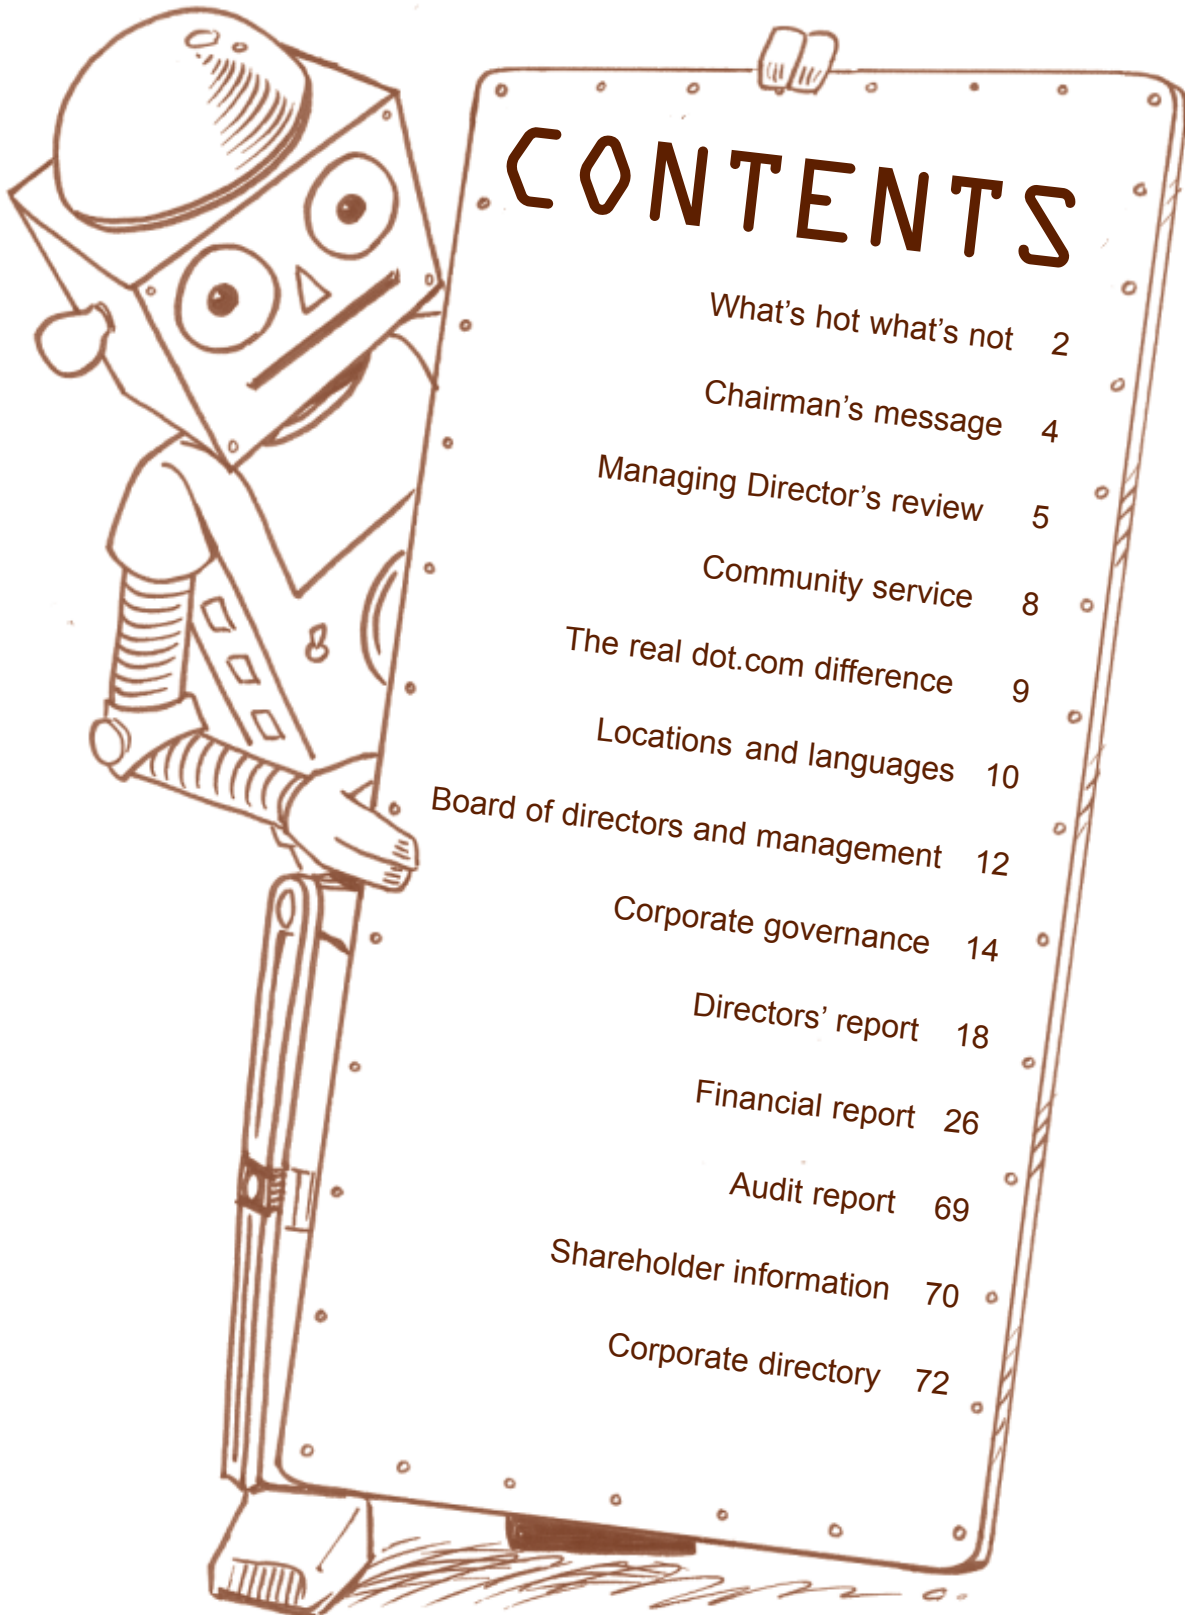 CONTENTS
What’s hot what’s not 2
Chairman’s message 4
Managing Director’s review 5
Community service 8
The real dot.com difference 9
Locations and languages 10
Board of directors and management 12
Corporate governance 14
Directors’ report 18
Financial report 26
Audit report 69
Shareholder information 70
Corporate directory 72